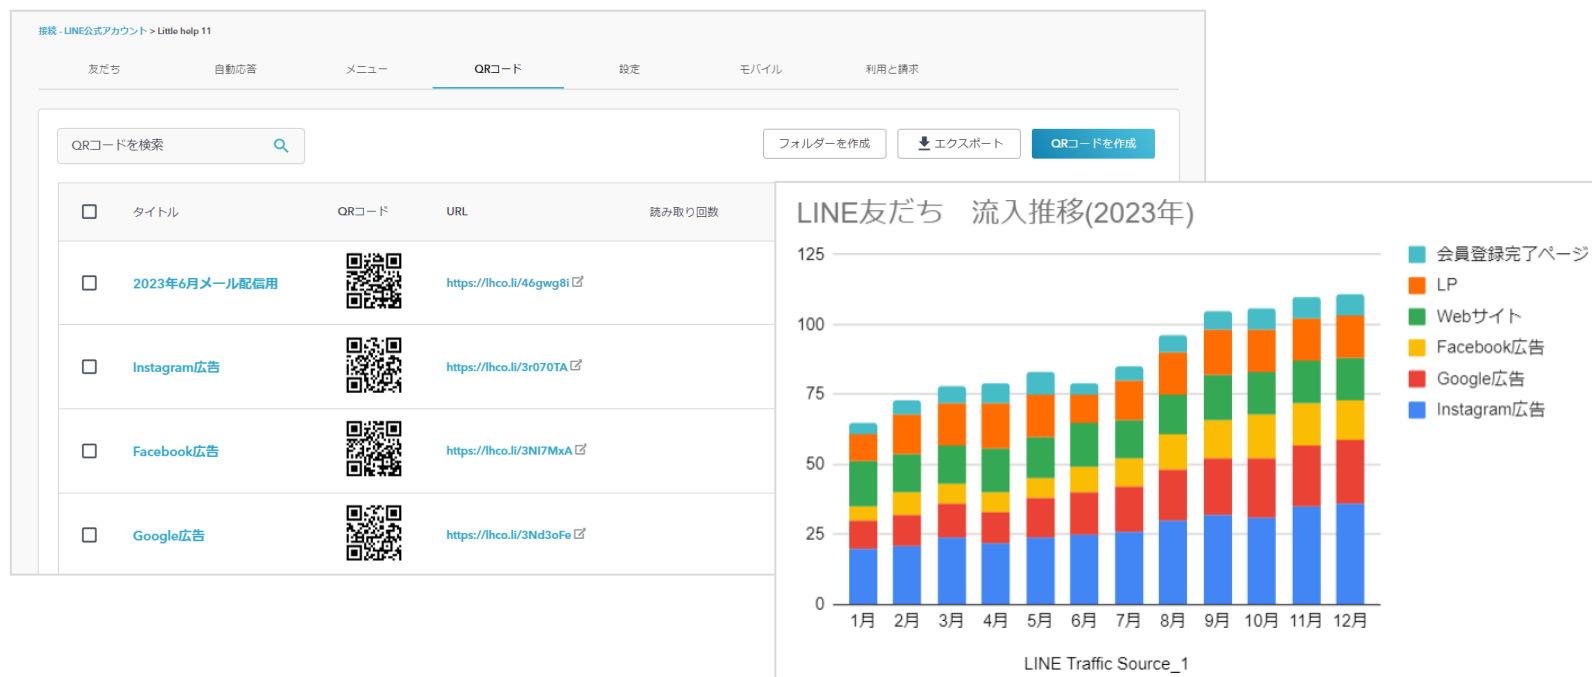 接続 - LINE公式アカウント > Little help 11
友だち 自動応答 メニュー QRコード 設定 モバイル 利用と請求
QRコードを検索 フォルダーを作成 エクスポート QRコードを作成
タイトル QRコード URL 読み取り回数
2023年6月メール配信用 https://lhco.li/46gwg8i
Instagram広告 https://lhco.li/3r070TA
Facebook広告 https://lhco.li/3NI7MxA
Google広告 https://lhco.li/3Nd3oFe
LINE友だち 流入推移(2023年)
125
100
75
50
25
0
1月 2月 3月 4月 5月 6月 7月 8月 9月 10月 11月 12月
LINE Traffic Source_1
会員登録完了ページ
LP
Webサイト
Facebook広告
Google広告
Instagram広告